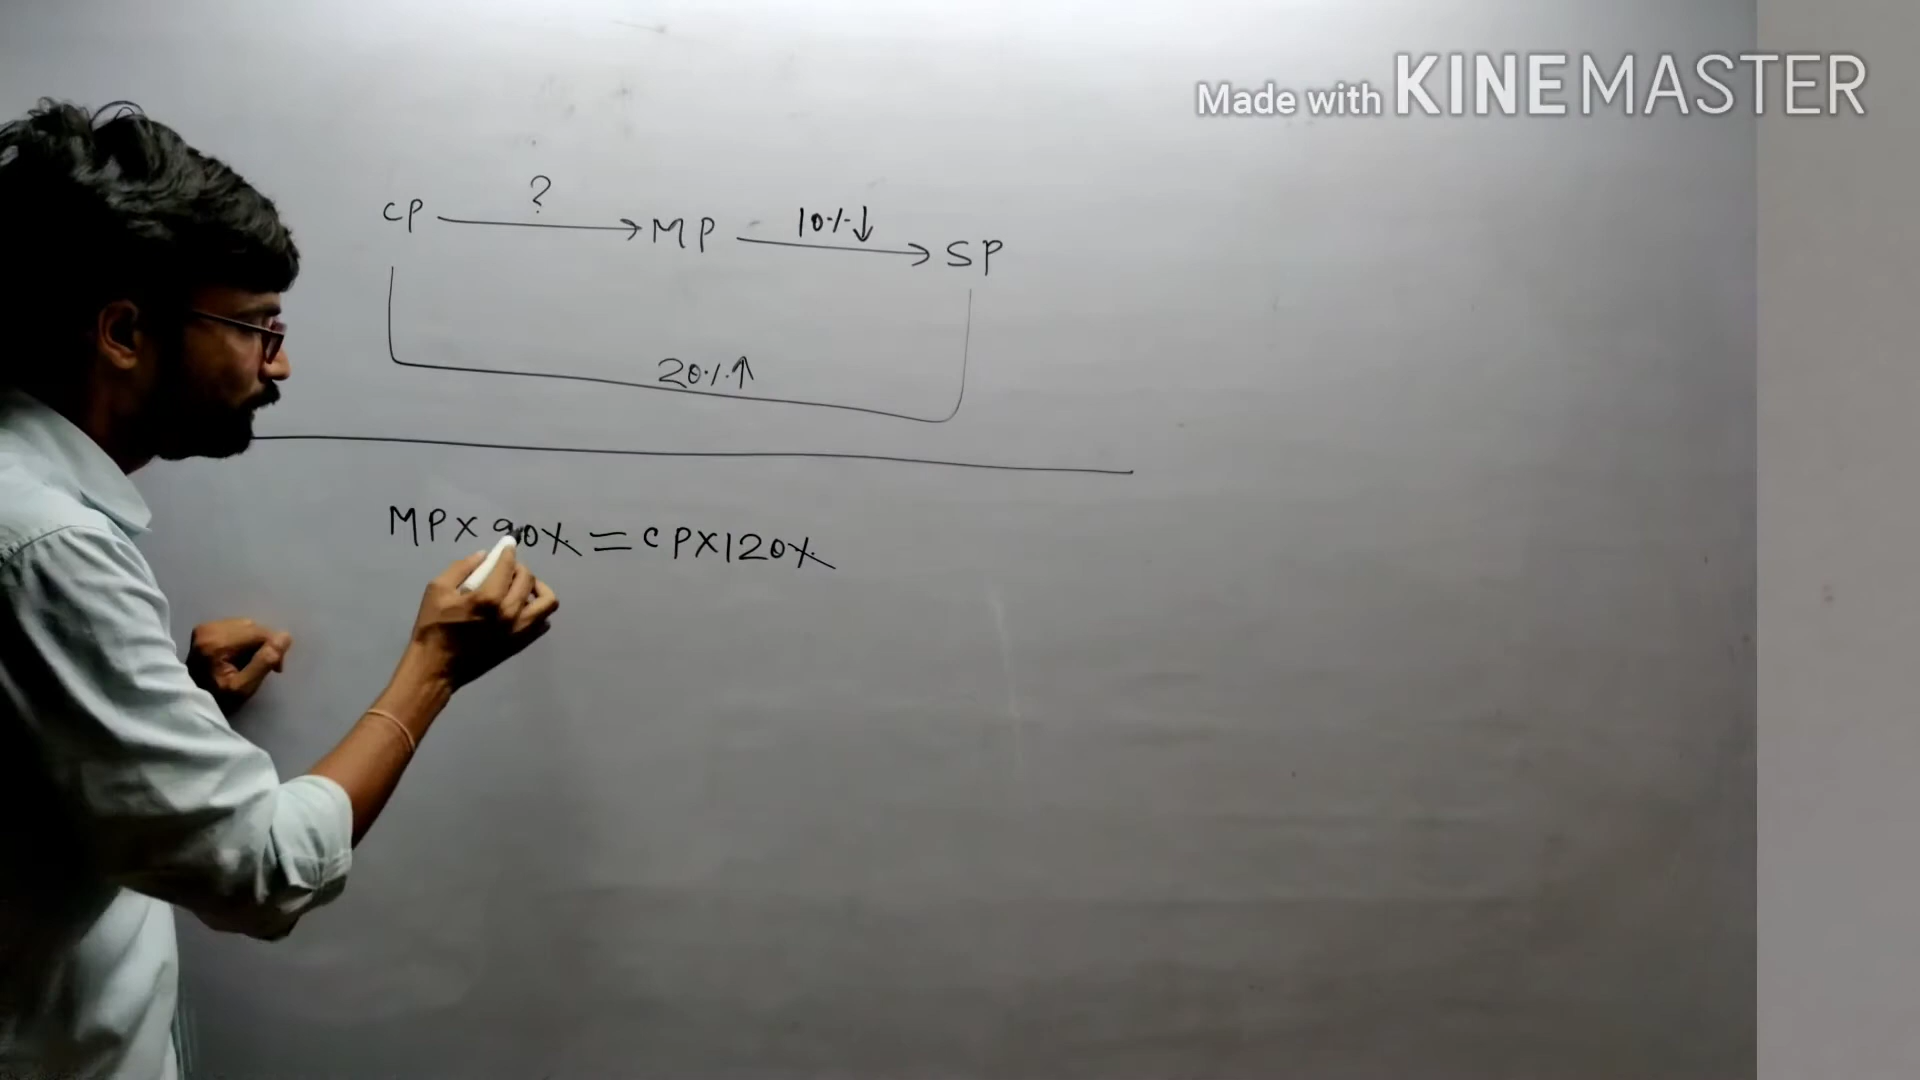 Made with KINEMASTER
?
CP → MP 10%↓ → SP
20%↑
MP×90% = CP×120%